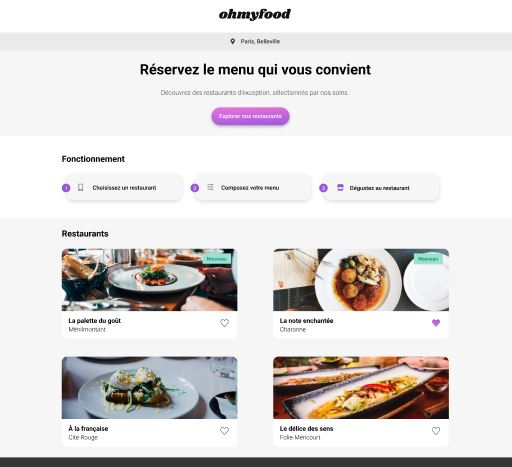 ohmyfood
Paris, Belleville
Réservez le menu qui vous convient
Découvrez des restaurants d'exception, sélectionnés par nos soins.
Explorer nos restaurants
Fonctionnement
1 Choisissez un restaurant
2 Composez votre menu
3 Dégustez au restaurant
Restaurants
Nouveau
Nouveau
La palette du goût
Ménilmontant
La note enchantée
Charonne
À la française
Cité Rouge
Le délice des sens
Folie-Méricourt